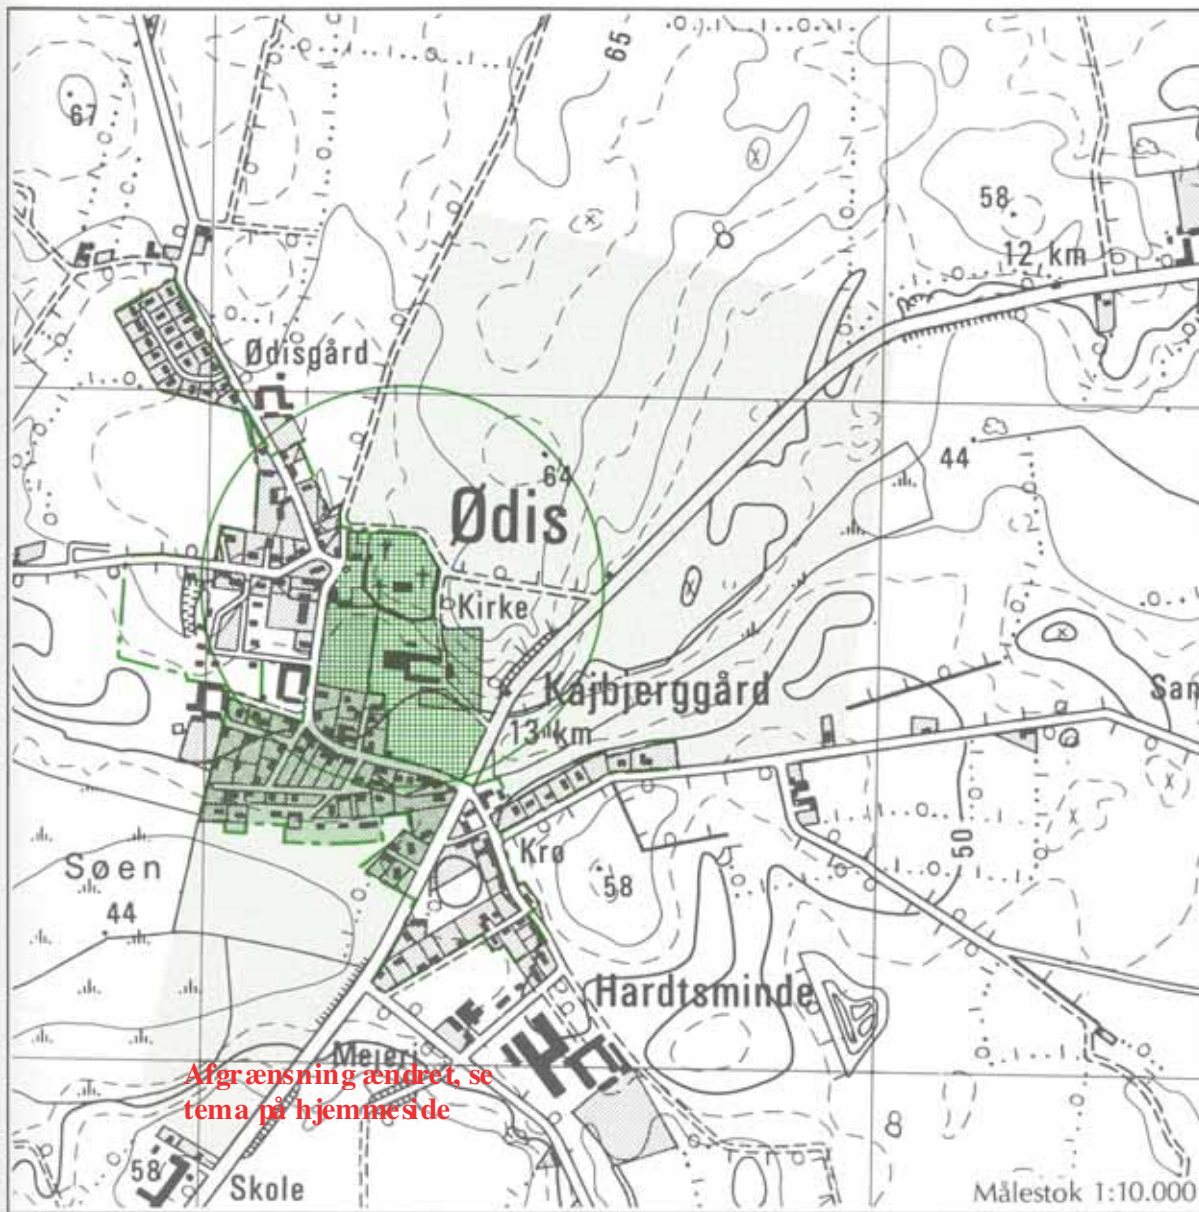 65
67
58
12 km
Ødisgård
64
44
Ødis
Kirke
Kajbjerggård
13 km
Søen
44
Kro
58
50
Hardtsminde
Mejeri
Afgrænsning ændret, se
tema på hjemmeside
58
Skole
Målestok 1:10.000